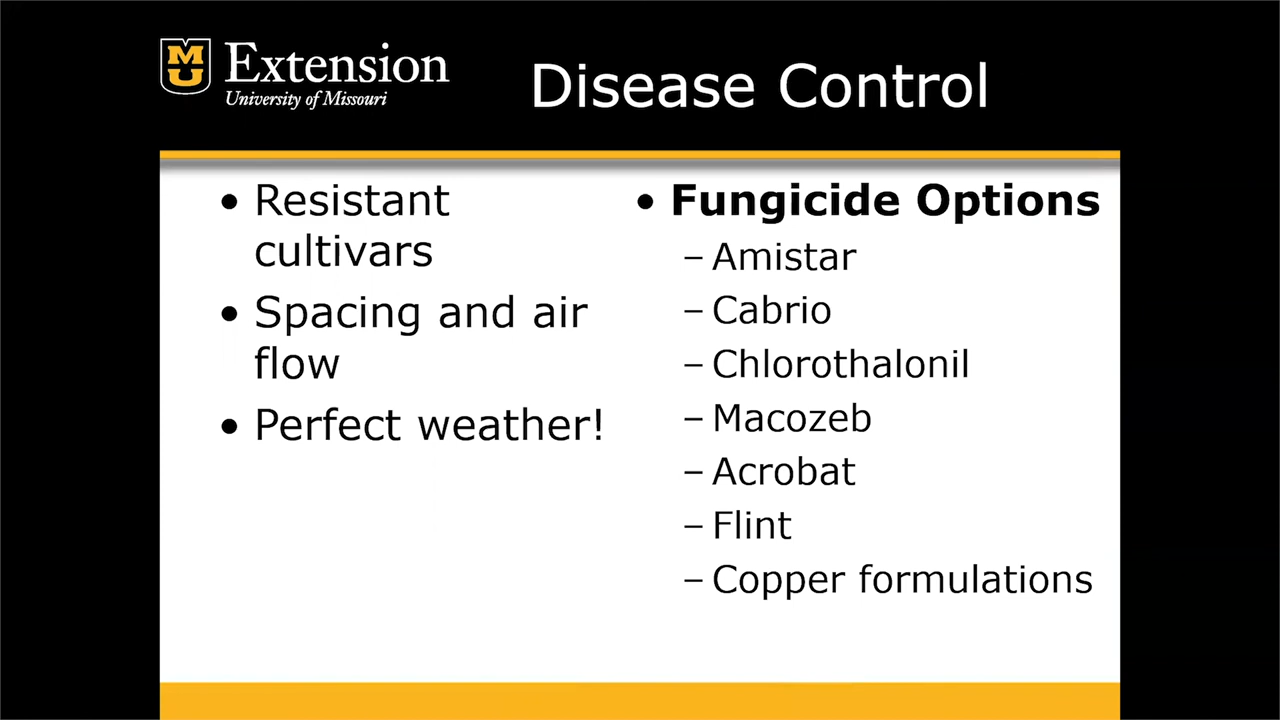 MU
Extension
University of Missouri
Disease Control
• Resistant
cultivars
• Spacing and air
flow
• Perfect weather!
• Fungicide Options
– Amistar
– Cabrio
– Chlorothalonil
– Macozeb
– Acrobat
– Flint
– Copper formulations